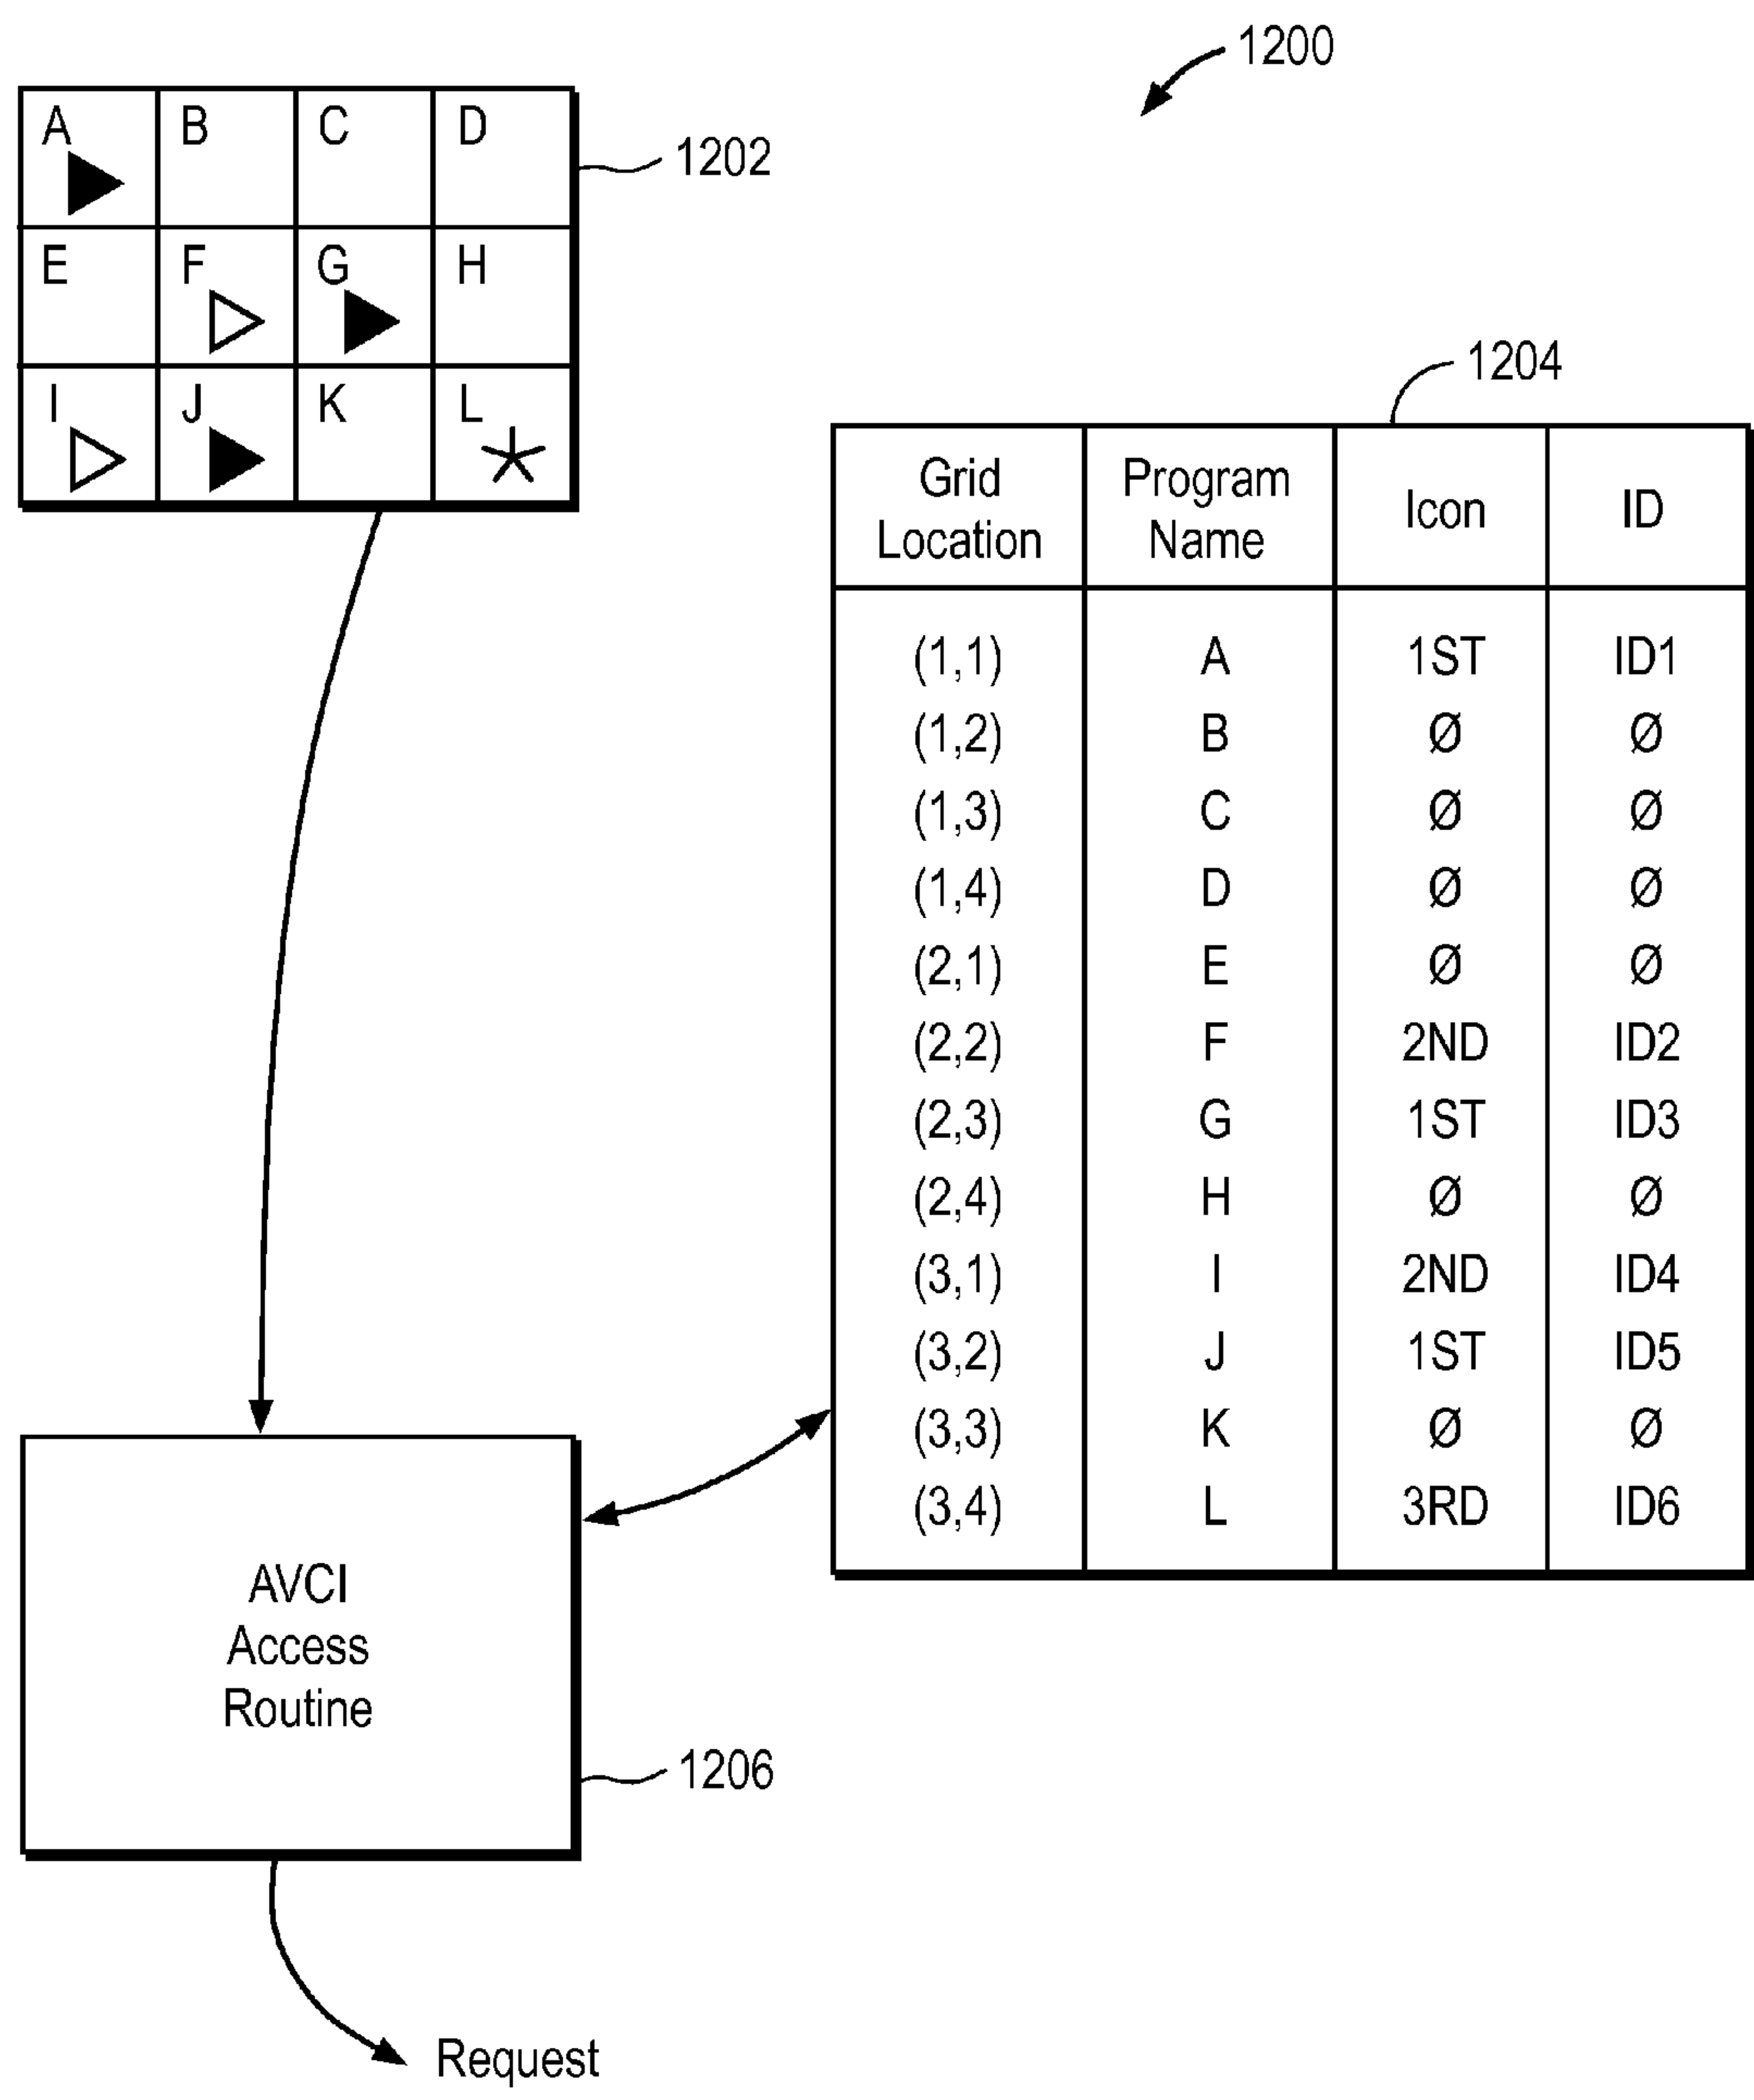 1200
A B C D
1202
E F G H
I J K L
1204
Grid Location Program Name Icon ID
(1,1) A 1ST ID1
(1,2) B Ø Ø
(1,3) C Ø Ø
(1,4) D Ø Ø
(2,1) E Ø Ø
(2,2) F 2ND ID2
(2,3) G 1ST ID3
(2,4) H Ø Ø
(3,1) I 2ND ID4
(3,2) J 1ST ID5
(3,3) K Ø Ø
(3,4) L 3RD ID6
AVCI
Access
Routine
1206
Request